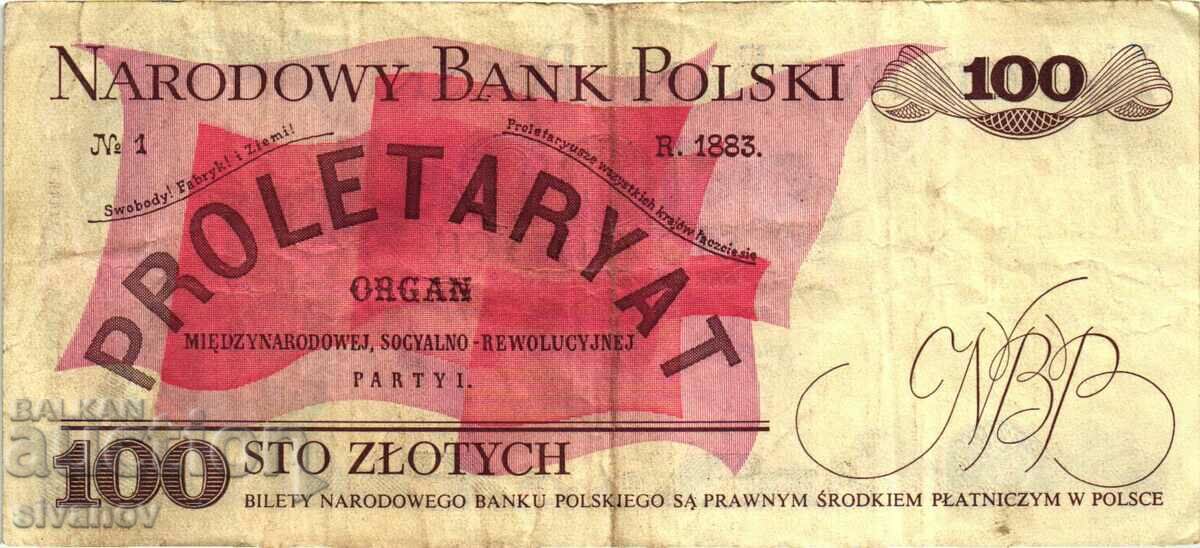 NARODOWY BANK POLSKI
100
№ 1
R. 1883.
Swobody! Fabryk! i Ziemi!
Proletaryusze wszystkich krajów łączcie się
PROLETARYAT
ORGAN
MIĘDZYNARODOWEJ, SOCYALNO-REWOLUCYJNEJ
PARTYI.
NBP
100 STO ZŁOTYCH
BILETY NARODOWEGO BANKU POLSKIEGO SĄ PRAWNYM ŚRODKIEM PŁATNICZYM W POLSCE
BALKAN
auction
sivanov